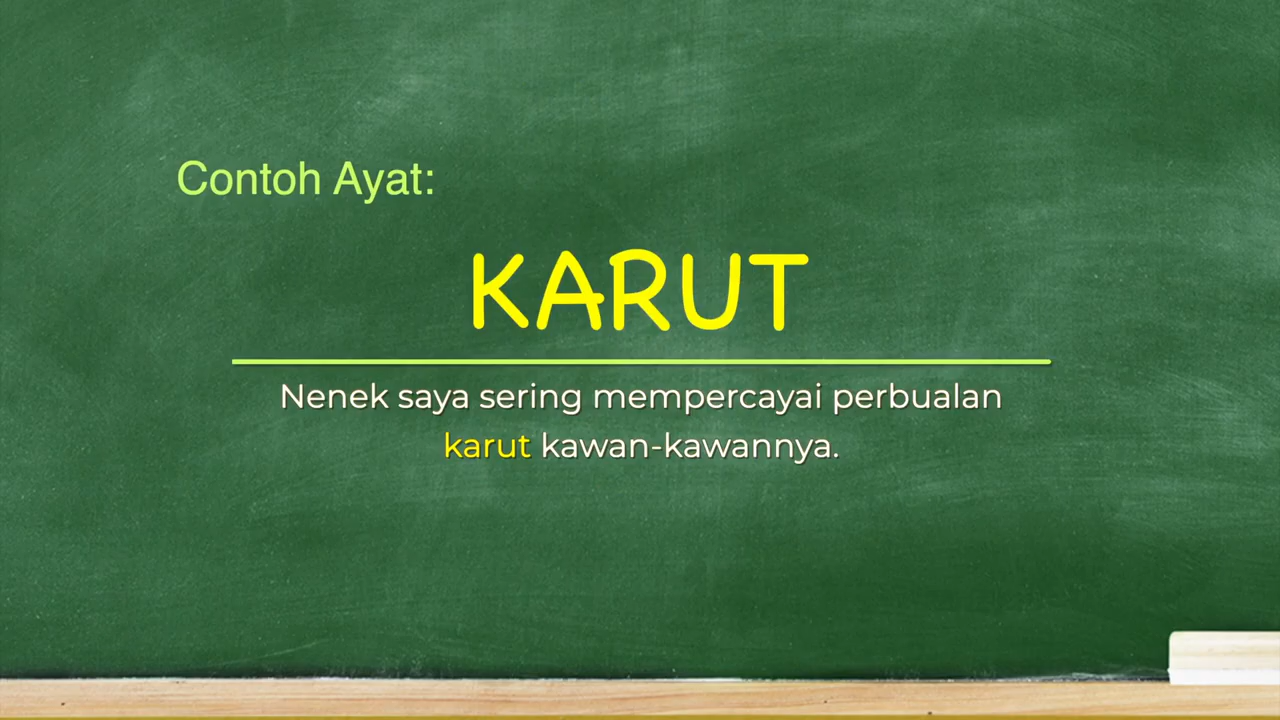 Contoh Ayat:
KARUT
Nenek saya sering mempercayai perbualan
karut kawan-kawannya.